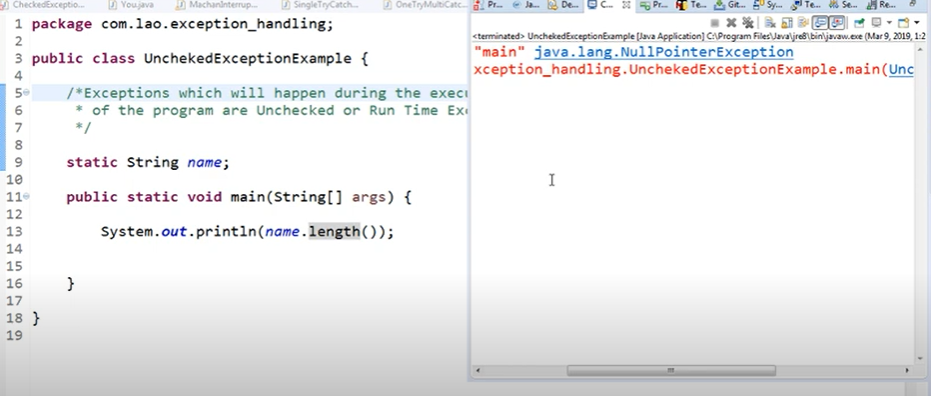 CheckedExceptio...
You.java
MachanInterrup...
SingleTryCatch...
OneTryMultiCatc...
1 package com.lao.exception_handling;
2
3 public class UnchekedExceptionExample {
4
5 /*Exceptions which will happen during the execu
6 * of the program are Unchecked or Run Time Ex
7 */
8
9 static String name;
10
11 public static void main(String[] args) {
12
13 System.out.println(name.length());
14
15
16 }
17
18 }
19
Pr...
Ja...
De...
C...
Pr...
Te...
Git...
Sy...
Te...
Se...
Re...
<terminated> UnchekedExceptionExample [Java Application] C:\Program Files\Java\jre8\bin\javaw.exe (Mar 9, 2019, 1:2
"main" java.lang.NullPointerException
xception_handling.UnchekedExceptionExample.main(Unc